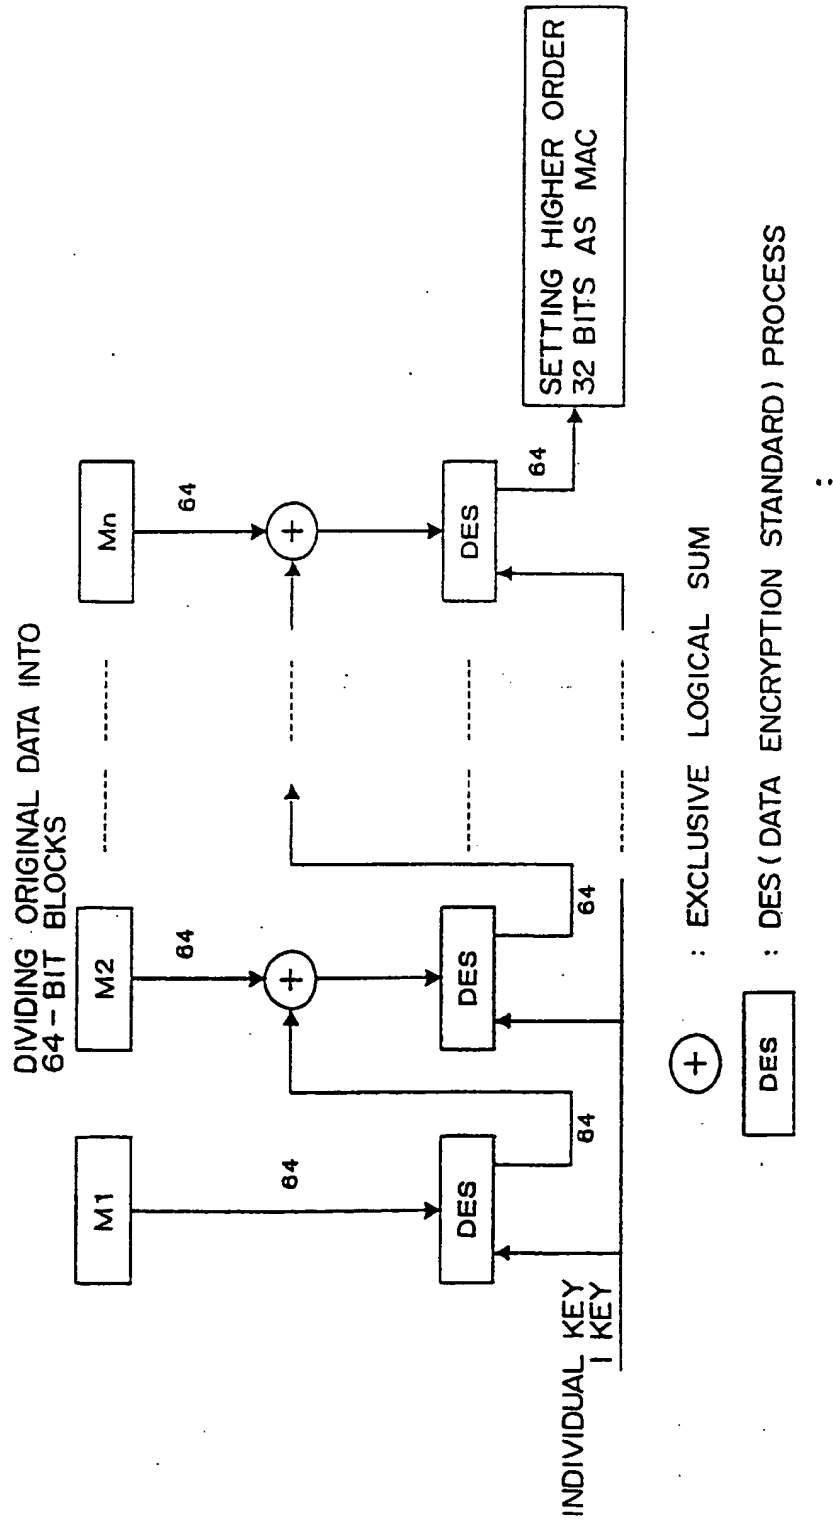 DIVIDING ORIGINAL DATA INTO
64-BIT BLOCKS
M1
M2
Mn
64
64
64
+
+
DES
DES
DES
64
64
64
SETTING HIGHER ORDER
32 BITS AS MAC
INDIVIDUAL KEY
1 KEY
+ : EXCLUSIVE LOGICAL SUM
DES : DES (DATA ENCRYPTION STANDARD) PROCESS